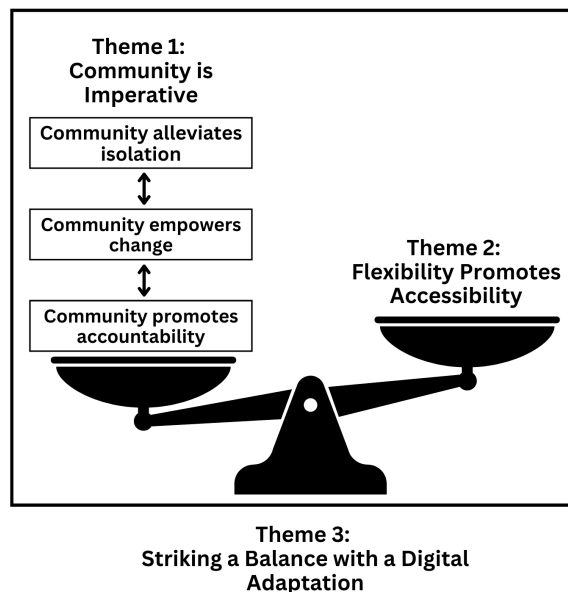 Theme 1:
Community is
Imperative
Community alleviates
isolation
Community empowers
change
Community promotes
accountability
Theme 2:
Flexibility Promotes
Accessibility
Theme 3:
Striking a Balance with a Digital
Adaptation